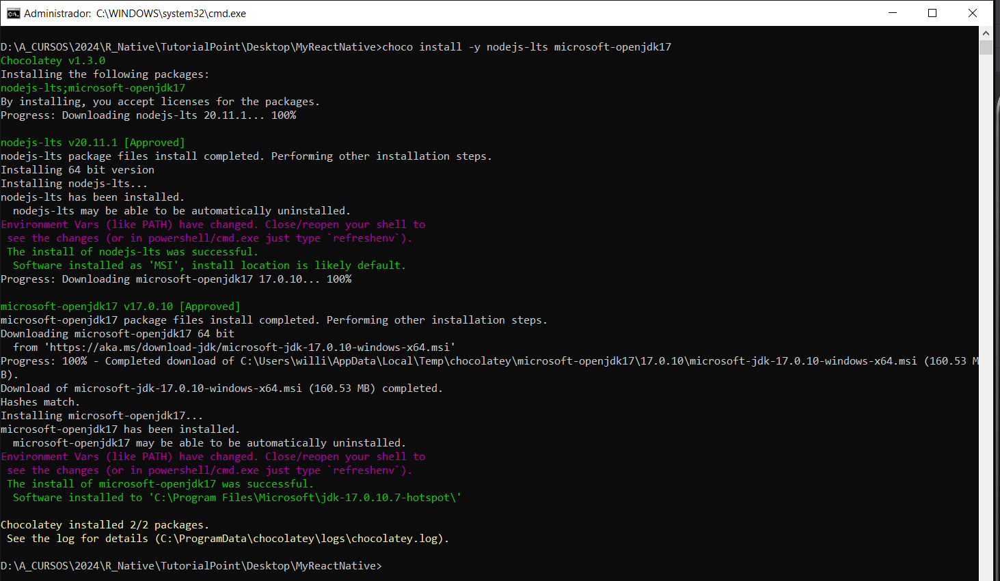 Administrador: C:\WINDOWS\system32\cmd.exe
D:\A_CURSOS\2024\R_Native\TutorialPoint\Desktop\MyReactNative>choco install -y nodejs-lts microsoft-openjdk17
Chocolatey v1.3.0
Installing the following packages:
nodejs-lts;microsoft-openjdk17
By installing, you accept licenses for the packages.
Progress: Downloading nodejs-lts 20.11.1... 100%
nodejs-lts v20.11.1 [Approved]
nodejs-lts package files install completed. Performing other installation steps.
Installing 64 bit version
Installing nodejs-lts...
nodejs-lts has been installed.
  nodejs-lts may be able to be automatically uninstalled.
Environment Vars (like PATH) have changed. Close/reopen your shell to
 see the changes (or in powershell/cmd.exe just type `refreshenv`).
 The install of nodejs-lts was successful.
  Software installed as 'MSI', install location is likely default.
Progress: Downloading microsoft-openjdk17 17.0.10... 100%
microsoft-openjdk17 v17.0.10 [Approved]
microsoft-openjdk17 package files install completed. Performing other installation steps.
Downloading microsoft-openjdk17 64 bit
  from 'https://aka.ms/download-jdk/microsoft-jdk-17.0.10-windows-x64.msi'
Progress: 100% - Completed download of C:\Users\willi\AppData\Local\Temp\chocolatey\microsoft-openjdk17\17.0.10\microsoft-jdk-17.0.10-windows-x64.msi (160.53 M
B).
Download of microsoft-jdk-17.0.10-windows-x64.msi (160.53 MB) completed.
Hashes match.
Installing microsoft-openjdk17...
microsoft-openjdk17 has been installed.
  microsoft-openjdk17 may be able to be automatically uninstalled.
Environment Vars (like PATH) have changed. Close/reopen your shell to
 see the changes (or in powershell/cmd.exe just type `refreshenv`).
 The install of microsoft-openjdk17 was successful.
  Software installed to 'C:\Program Files\Microsoft\jdk-17.0.10.7-hotspot\'
Chocolatey installed 2/2 packages.
 See the log for details (C:\ProgramData\chocolatey\logs\chocolatey.log).
D:\A_CURSOS\2024\R_Native\TutorialPoint\Desktop\MyReactNative>